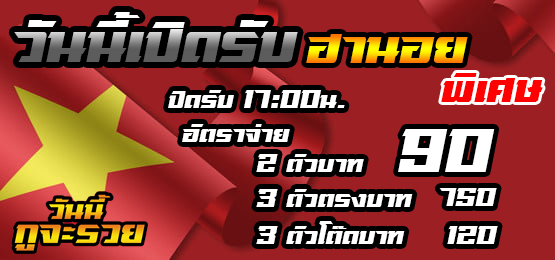 วันนี้เปิดรับ ฮานอย
พิเศษ
ปิดรับ 17:00น.
อัตราจ่าย
2 ตัวบาท 90
3 ตัวตรงบาท 750
3 ตัวโต๊ดบาท 120
วันนี้
กูจะรวย